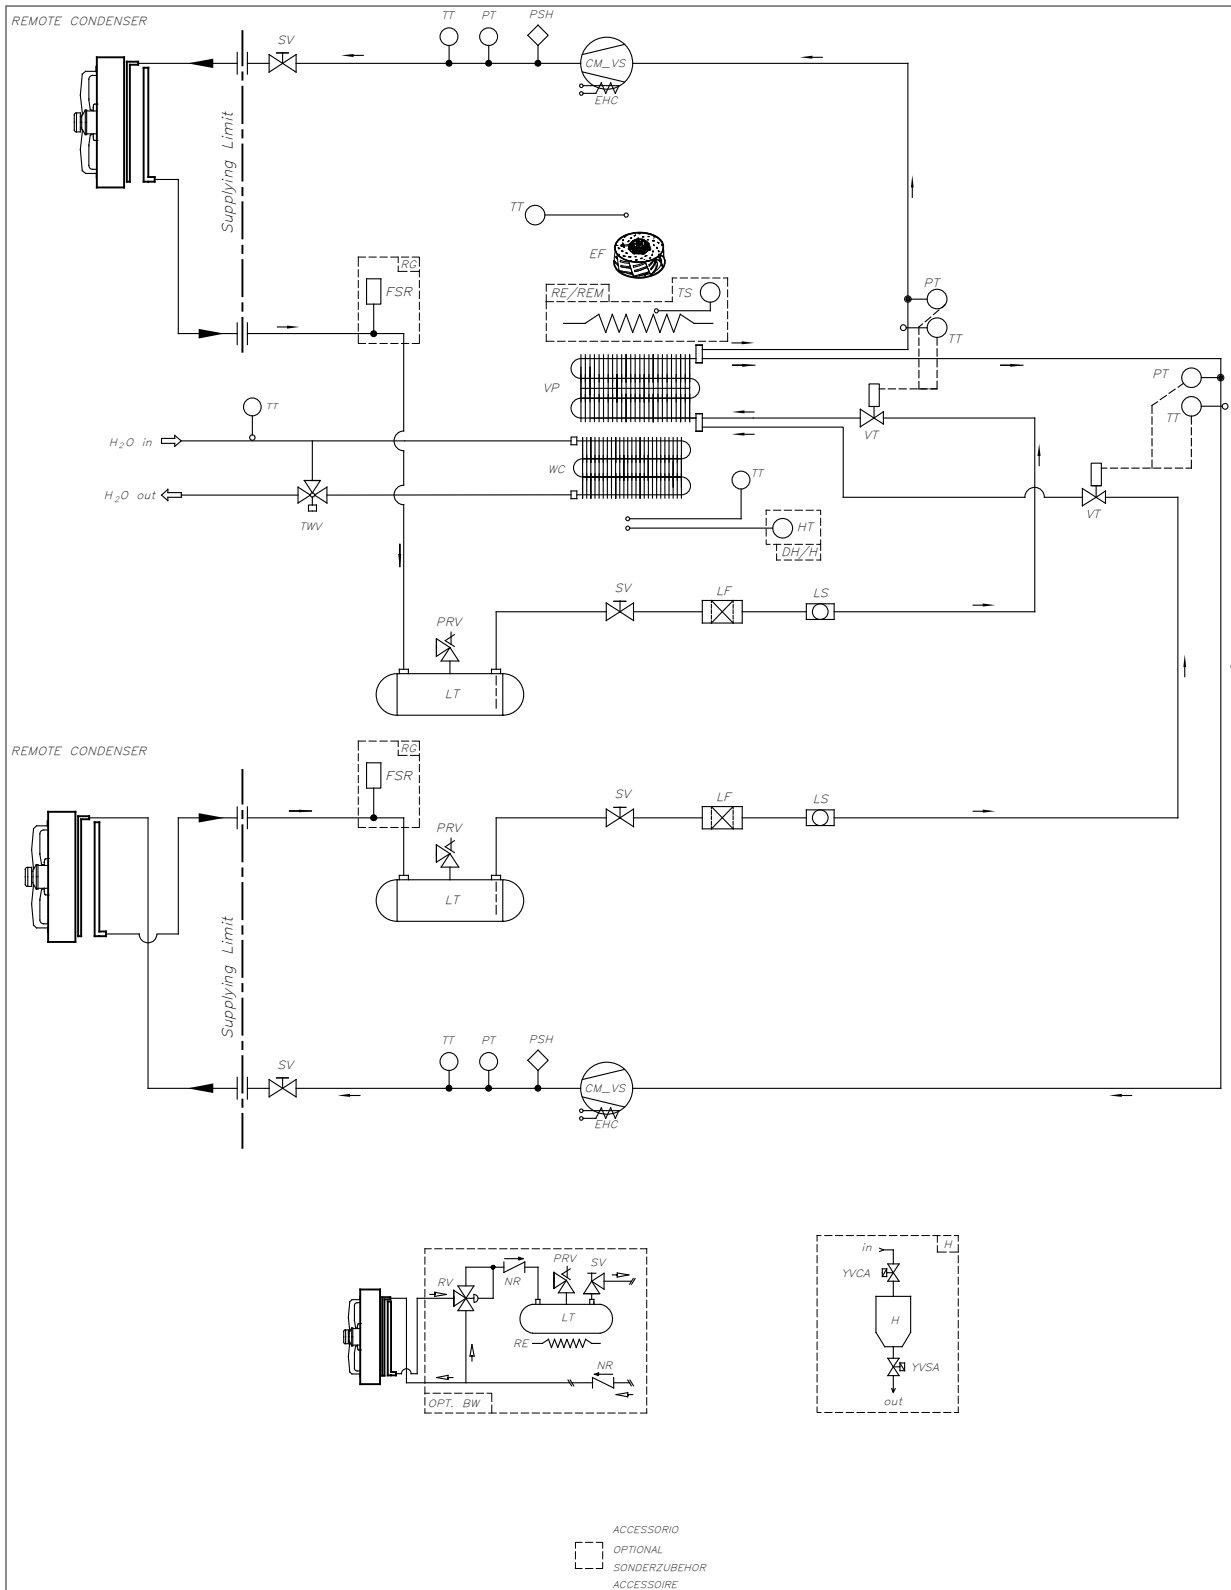 REMOTE CONDENSER
TT
PT
PSH
SV
CM_VS
EHC
Supplying Limit
TT
EF
RG
FSR
RE/REM
TS
PT
TT
VP
PT
TT
TT
VT
H2O in
WC
TT
H2O out
TWV
VT
HT
DH/H
SV
LF
LS
PRV
LT
REMOTE CONDENSER
RG
FSR
SV
LF
LS
PRV
LT
Supplying Limit
TT
PT
PSH
SV
CM_VS
EHC
PRV
SV
RV
NR
LT
RE
NR
OPT. BW
in
H
YVCA
H
YVSA
out
ACCESSORIO
OPTIONAL
SONDERZUBEHOR
ACCESSOIRE